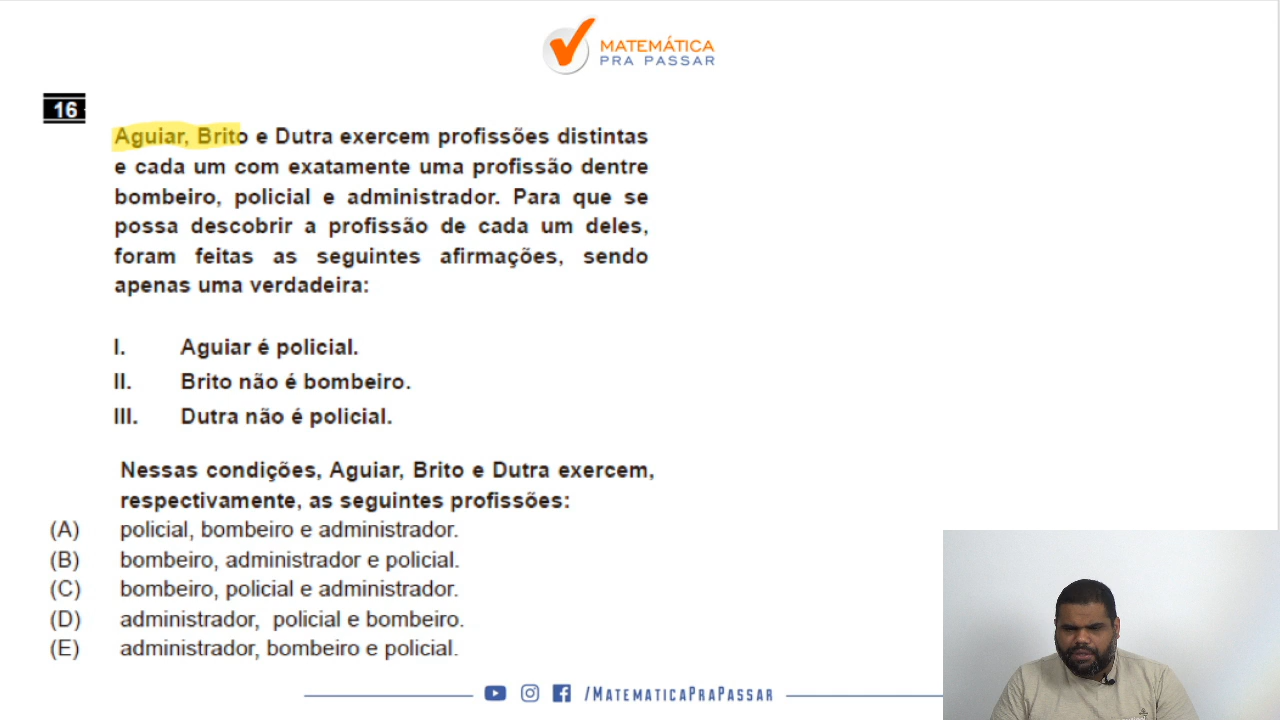 MATEMÁTICA
PRA PASSAR
16
Aguiar, Brito e Dutra exercem profissões distintas
e cada um com exatamente uma profissão dentre
bombeiro, policial e administrador. Para que se
possa descobrir a profissão de cada um deles,
foram feitas as seguintes afirmações, sendo
apenas uma verdadeira:
I. Aguiar é policial.
II. Brito não é bombeiro.
III. Dutra não é policial.
Nessas condições, Aguiar, Brito e Dutra exercem,
respectivamente, as seguintes profissões:
(A) policial, bombeiro e administrador.
(B) bombeiro, administrador e policial.
(C) bombeiro, policial e administrador.
(D) administrador, policial e bombeiro.
(E) administrador, bombeiro e policial.
/MATEMATICAPRAPASSAR